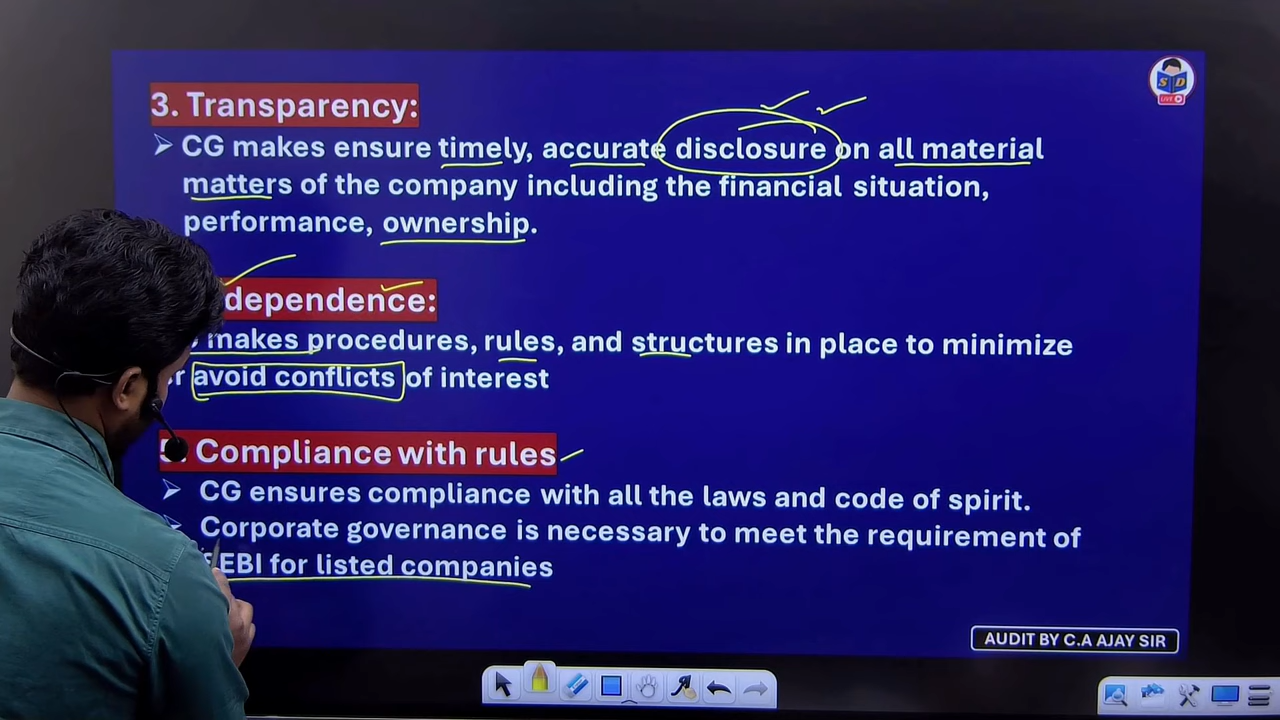 3. Transparency:
➢ CG makes ensure timely, accurate disclosure on all material
matters of the company including the financial situation,
performance, ownership.
dependence:
makes procedures, rules, and structures in place to minimize
avoid conflicts of interest
Compliance with rules
➢ CG ensures compliance with all the laws and code of spirit.
Corporate governance is necessary to meet the requirement of
EBI for listed companies
S D
LIVE
AUDIT BY C.A AJAY SIR